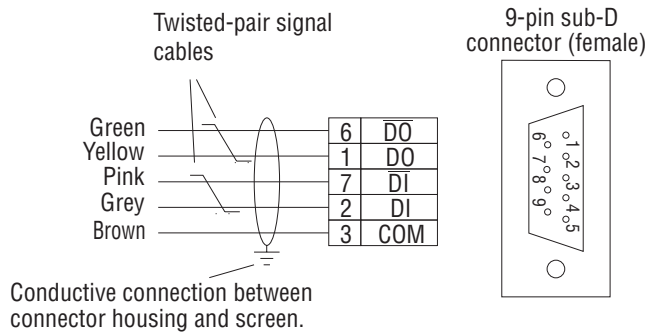 Twisted-pair signal
cables
9-pin sub-D
connector (female)
Green 6 D̅O̅
Yellow 1 DO
Pink 7 D̅I̅
Grey 2 DI
Brown 3 COM
1 2 3 4 5
6 7 8 9
Conductive connection between
connector housing and screen.